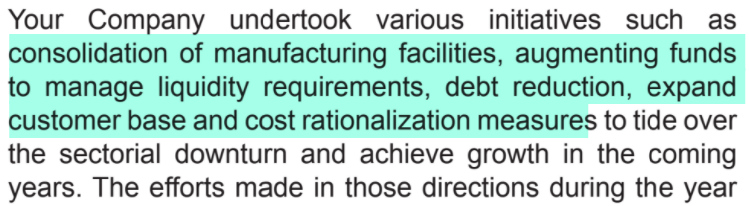 Your Company undertook various initiatives such as
consolidation of manufacturing facilities, augmenting funds
to manage liquidity requirements, debt reduction, expand
customer base and cost rationalization measures to tide over
the sectorial downturn and achieve growth in the coming
years. The efforts made in those directions during the year